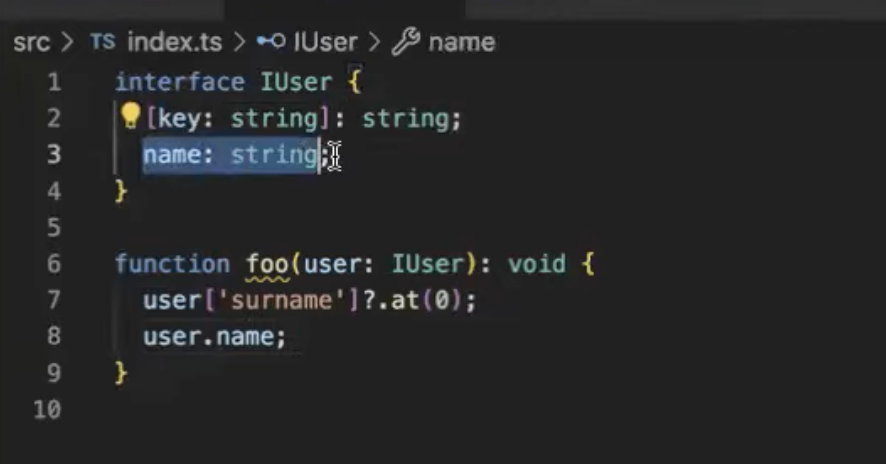 src > TS index.ts > IUser > name
1 interface IUser {
2 [key: string]: string;
3 name: string;
4 }
5
6 function foo(user: IUser): void {
7 user['surname']?.at(0);
8 user.name;
9 }
10